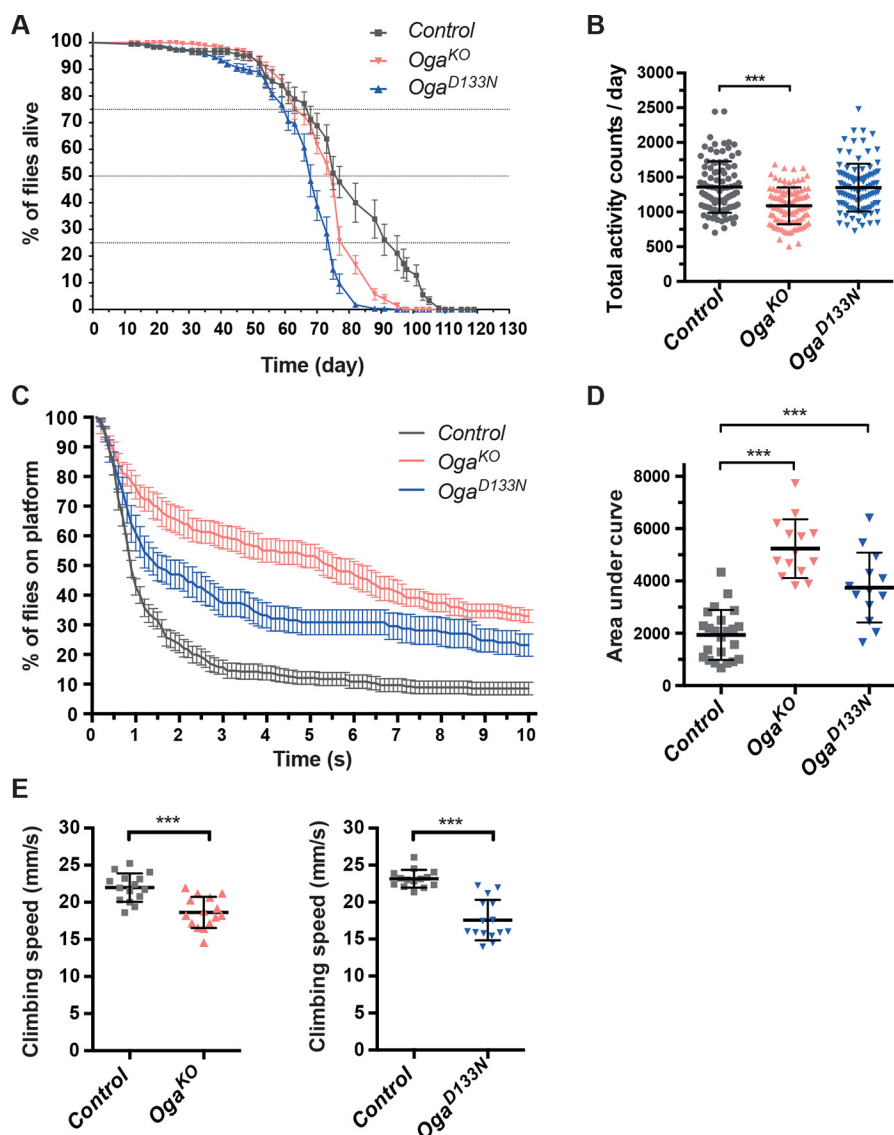 A
Control
Oga^KO
Oga^D133N
100
90
80
70
60
50
40
30
20
10
0
% of flies alive
0 10 20 30 40 50 60 70 80 90 100 110 120 130
Time (day)
B
***
3000
2500
2000
1500
1000
500
0
Total activity counts / day
Control
Oga^KO
Oga^D133N
C
Control
Oga^KO
Oga^D133N
100
90
80
70
60
50
40
30
20
10
0
% of flies on platform
0 1 2 3 4 5 6 7 8 9 10
Time (s)
D
***
***
8000
6000
4000
2000
0
Area under curve
Control
Oga^KO
Oga^D133N
E
***
30
25
20
15
10
5
0
Climbing speed (mm/s)
Control
Oga^KO
***
30
25
20
15
10
5
0
Climbing speed (mm/s)
Control
Oga^D133N